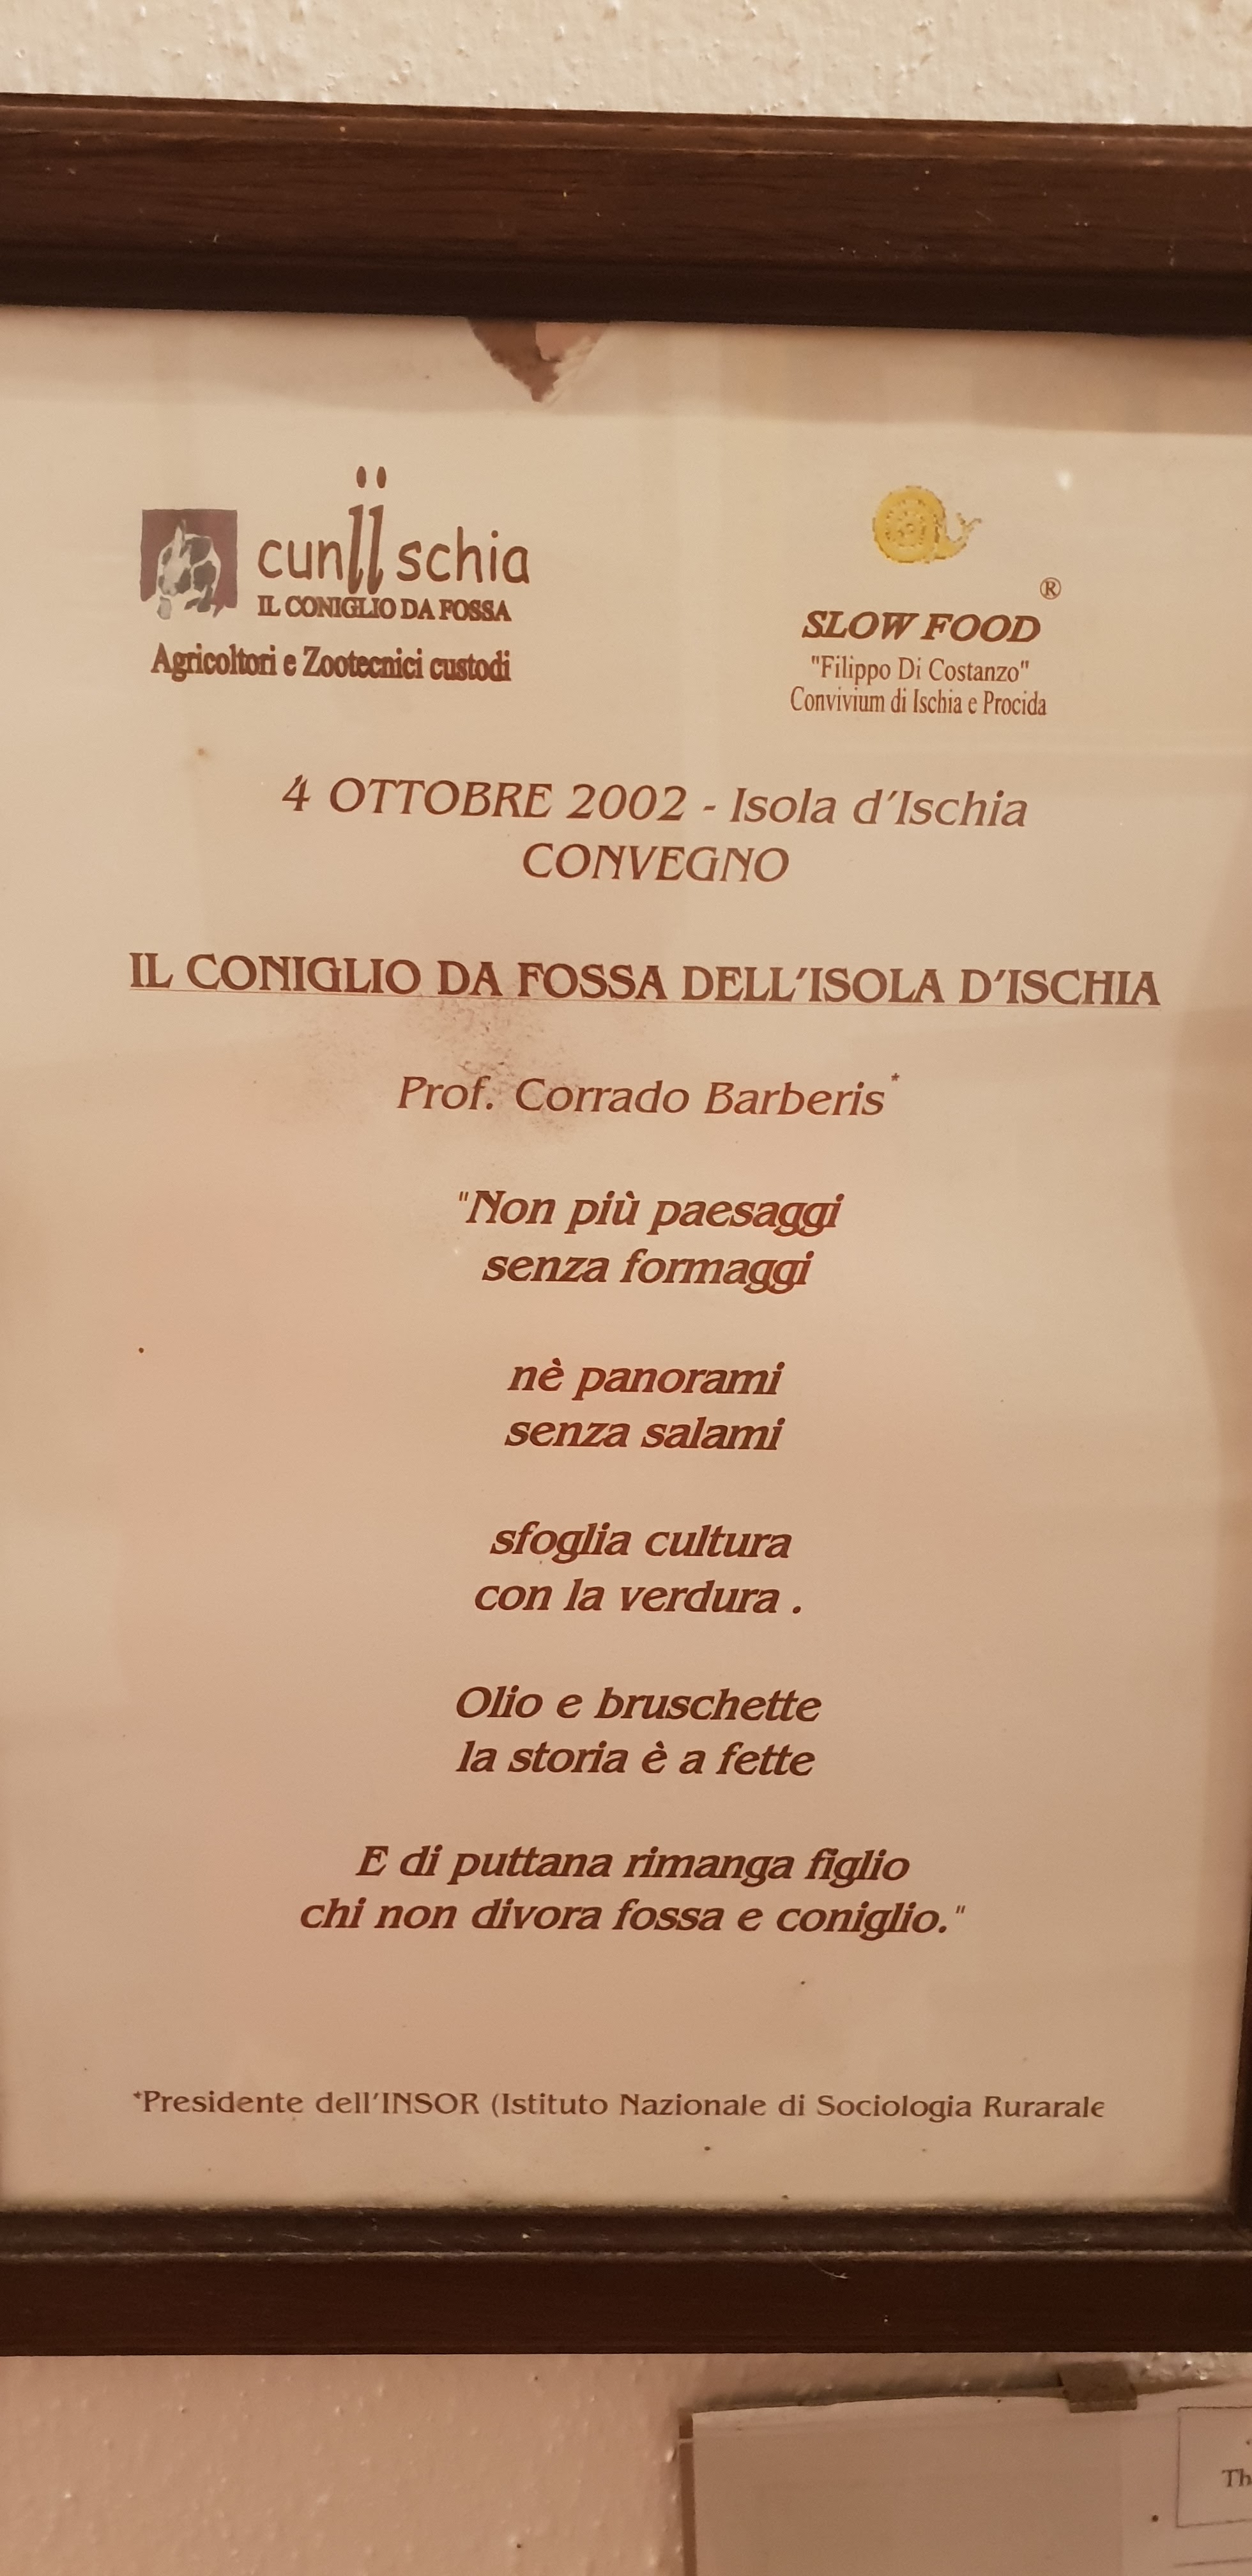 cuniischia
IL CONIGLIO DA FOSSA
Agricoltori e Zootecnici custodi
®
SLOW FOOD
"Filippo Di Costanzo"
Convivium di Ischia e Procida
4 OTTOBRE 2002 - Isola d'Ischia
CONVEGNO
IL CONIGLIO DA FOSSA DELL'ISOLA D'ISCHIA
Prof. Corrado Barberis*
"Non più paesaggi
senza formaggi
nè panorami
senza salami
sfoglia cultura
con la verdura .
Olio e bruschette
la storia è a fette
E di puttana rimanga figlio
chi non divora fossa e coniglio."
*Presidente dell'INSOR (Istituto Nazionale di Sociologia Rurarale
Th